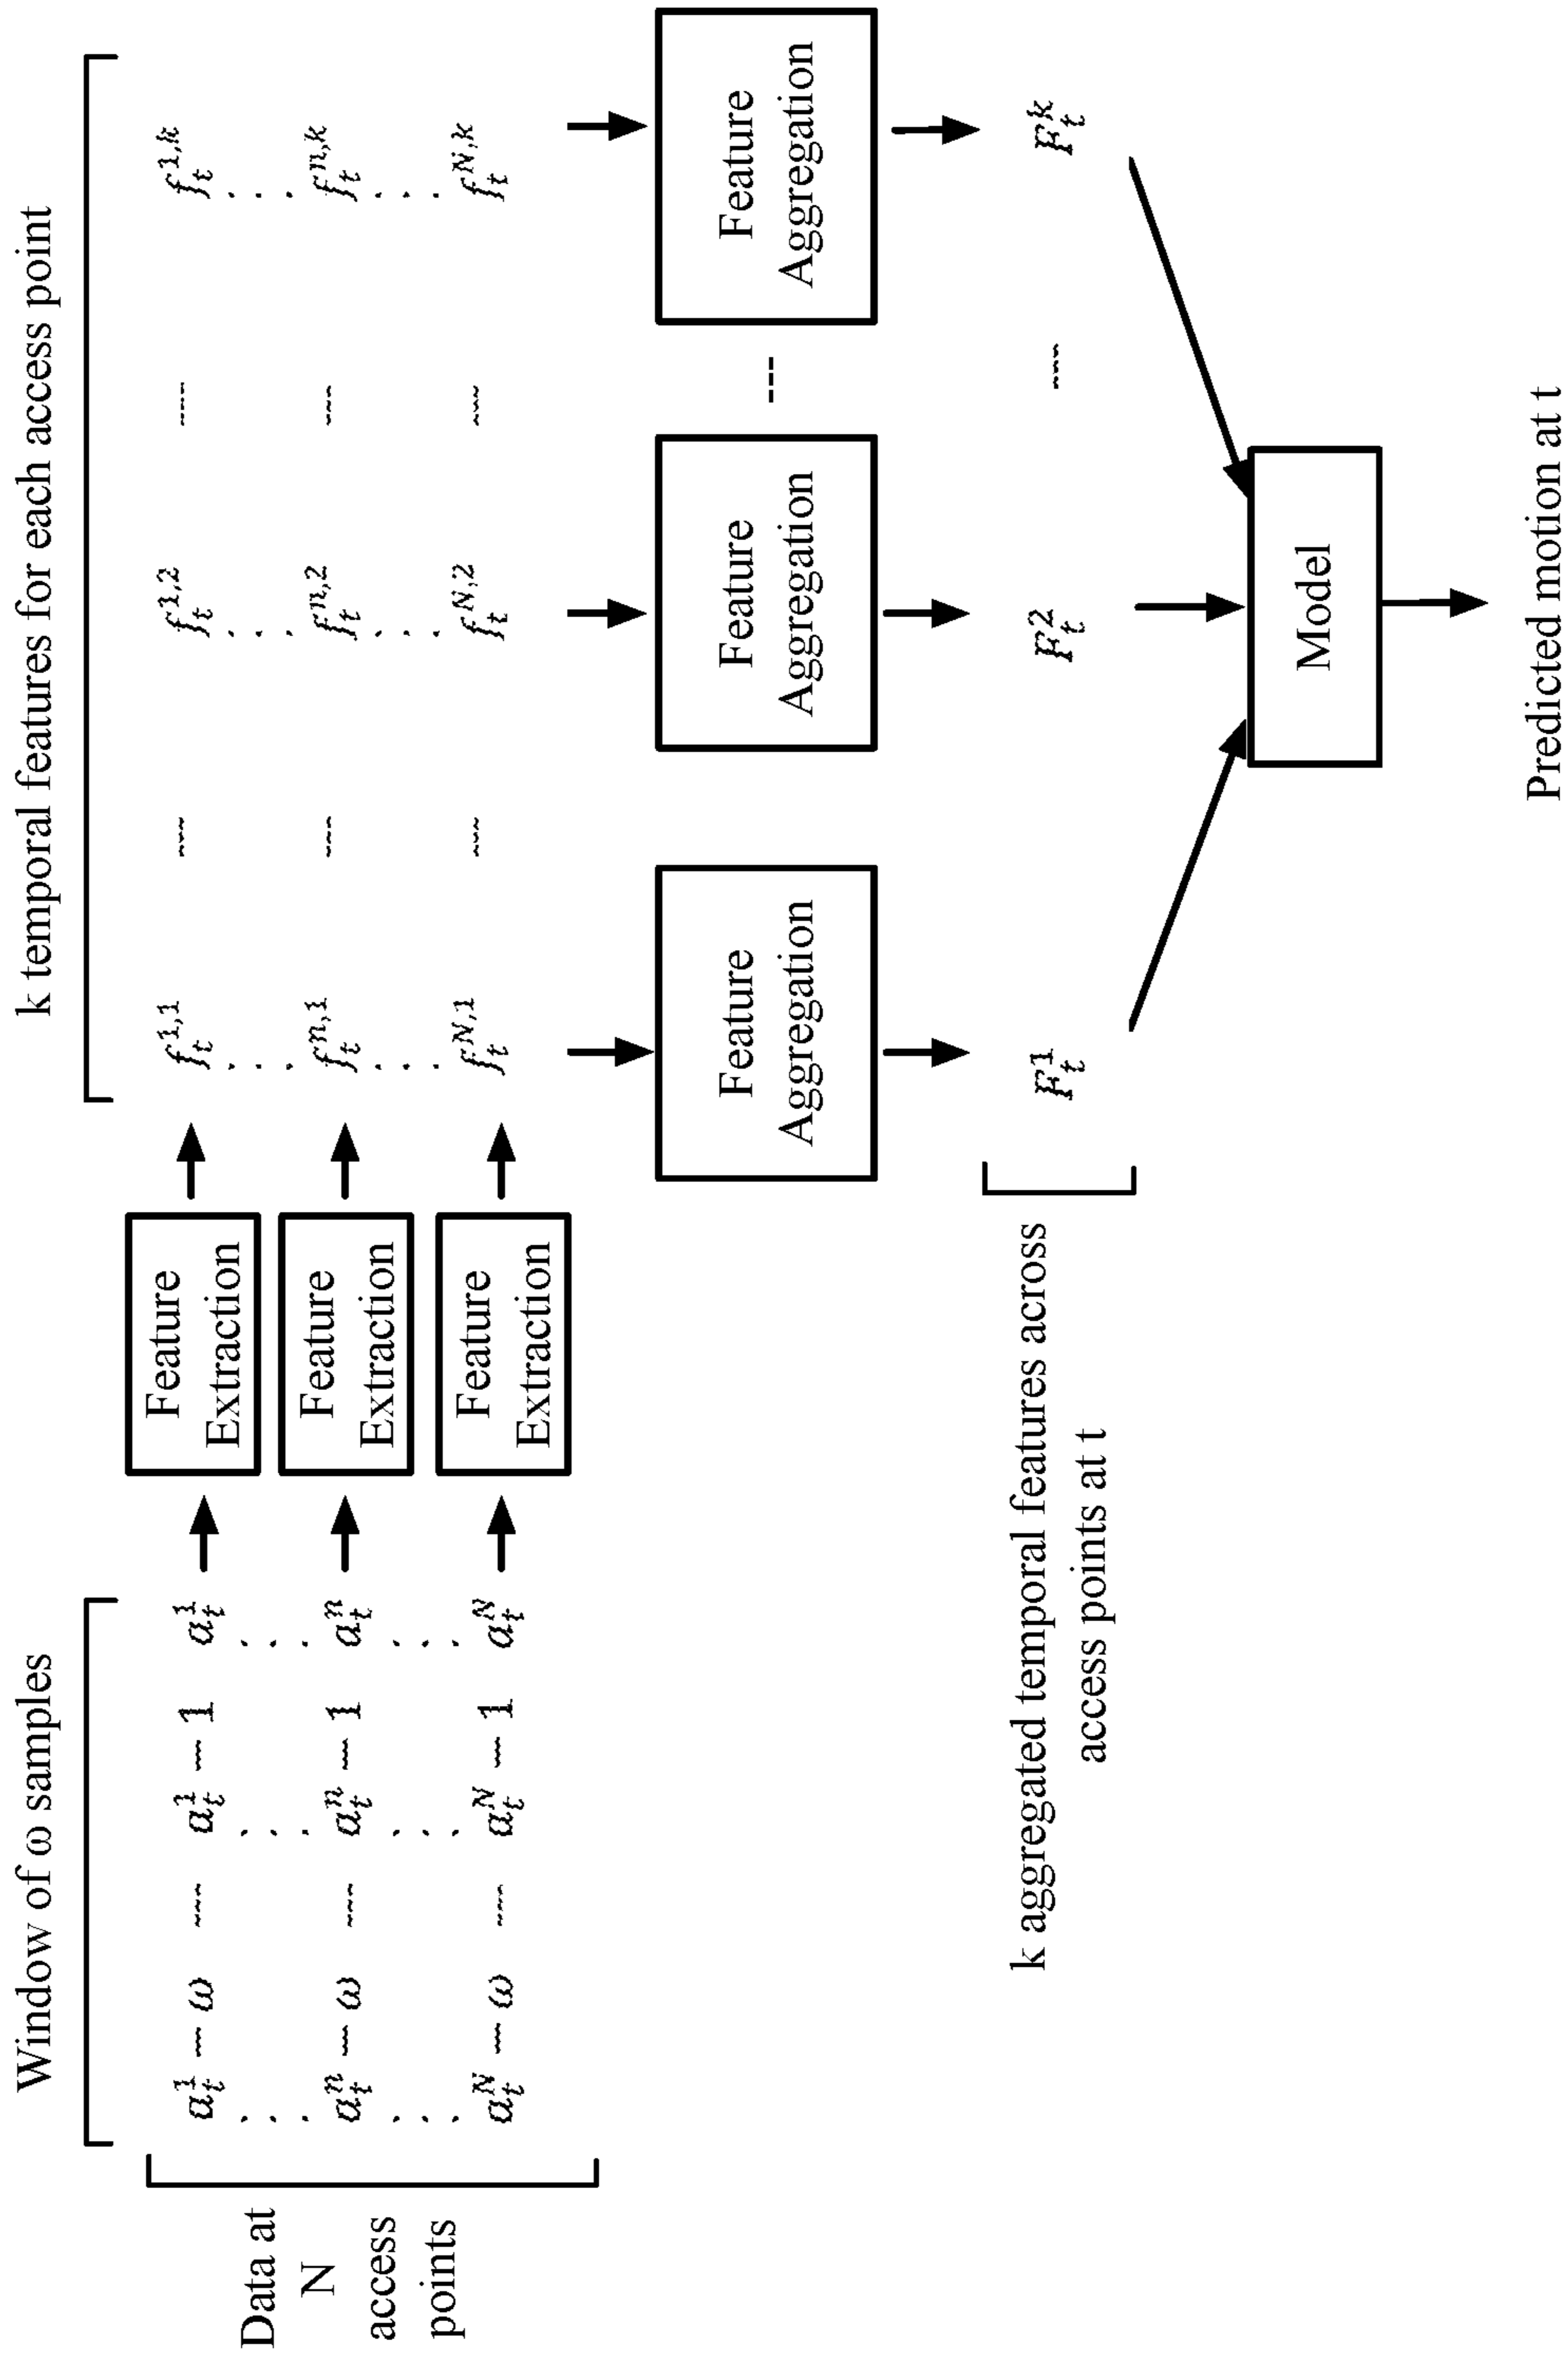 Window of ω samples
k temporal features for each access point
Data at
N
access
points
a_t^1 − ω --- a_t^1 − 1 a_t^1
a_t^n − ω --- a_t^n − 1 a_t^n
a_t^N − ω --- a_t^N − 1 a_t^N
Feature
Extraction
Feature
Extraction
Feature
Extraction
f_t^{1,1} --- f_t^{1,2} --- f_t^{1,k}
f_t^{n,1} --- f_t^{n,2} --- f_t^{n,k}
f_t^{N,1} --- f_t^{N,2} --- f_t^{N,k}
Feature
Aggregation
Feature
Aggregation
---
Feature
Aggregation
k aggregated temporal features across
access points at t
F_t^1 F_t^2 --- F_t^k
Model
Predicted motion at t